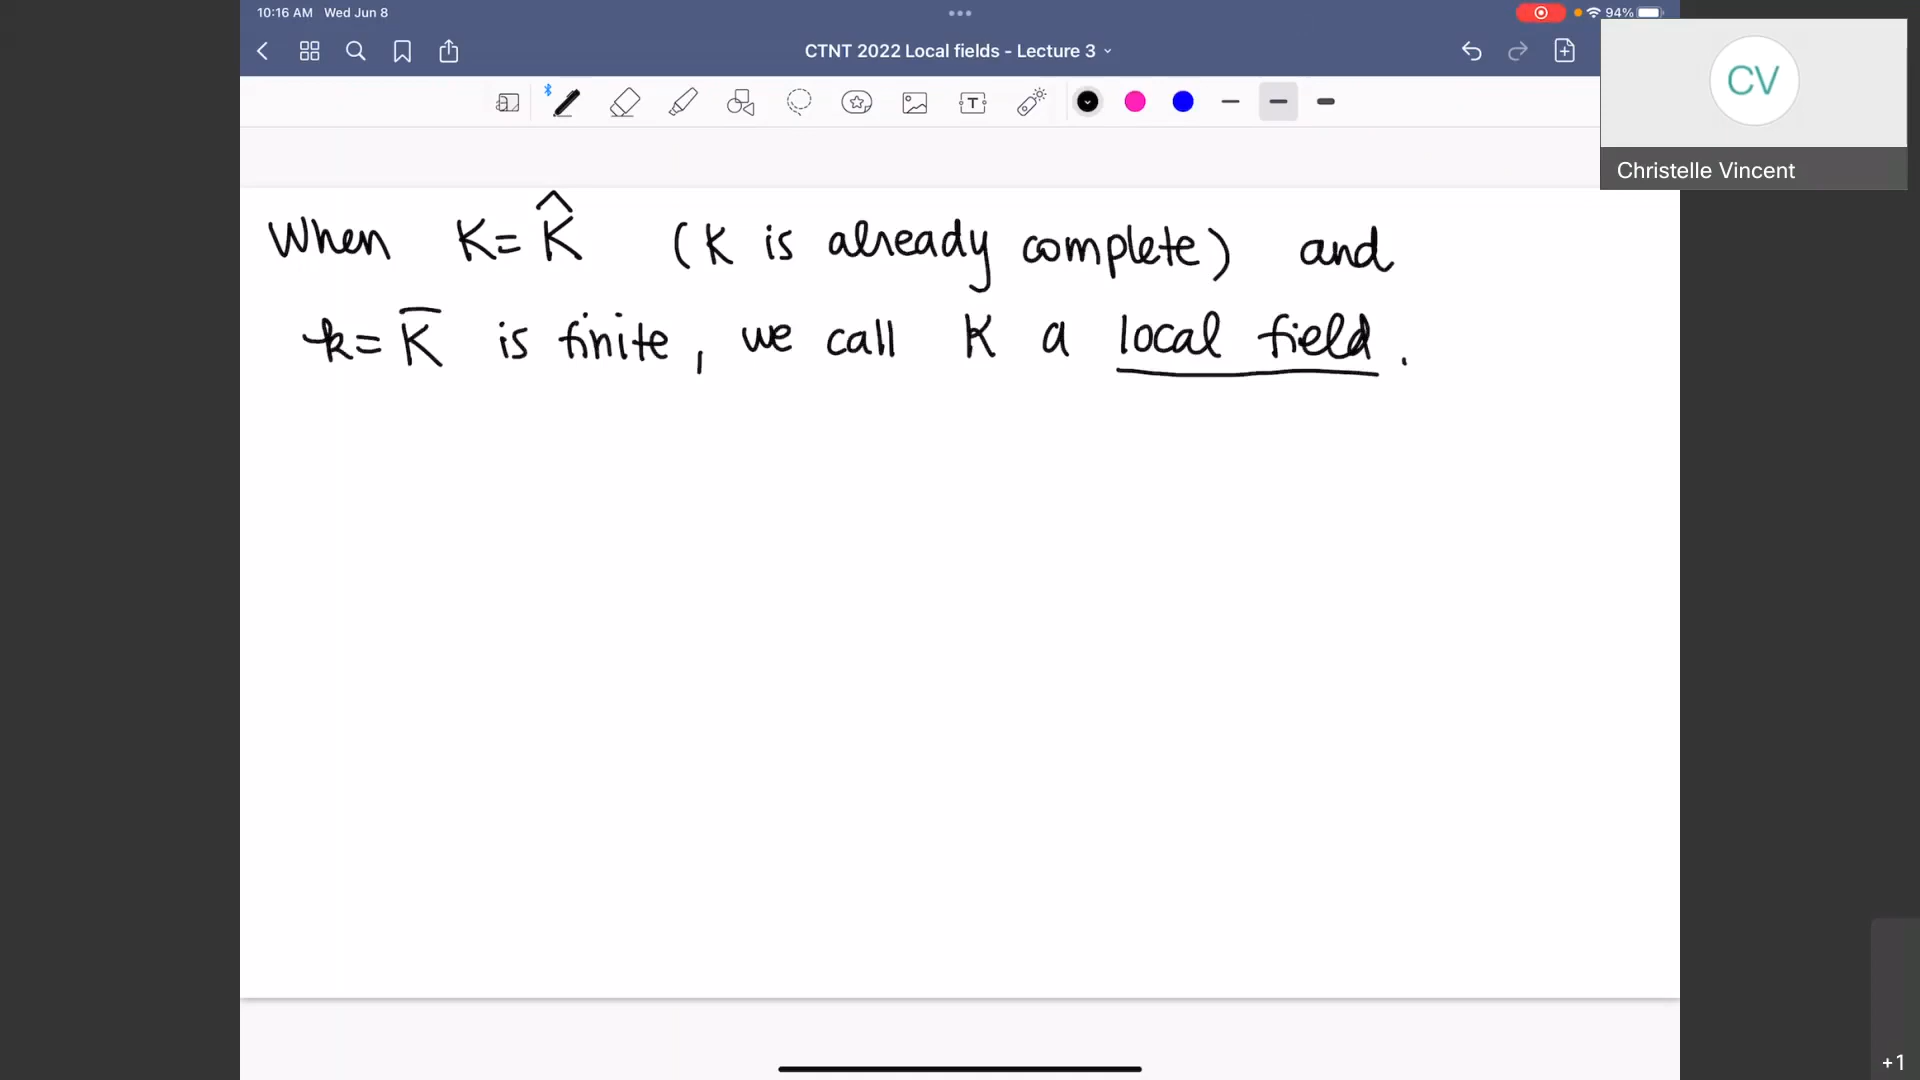 10:16 AM Wed Jun 8
94%
CTNT 2022 Local fields - Lecture 3
T
CV
Christelle Vincent
When K = K̂ (K is already complete) and
k = K̅ is finite, we call K a local field.
+1